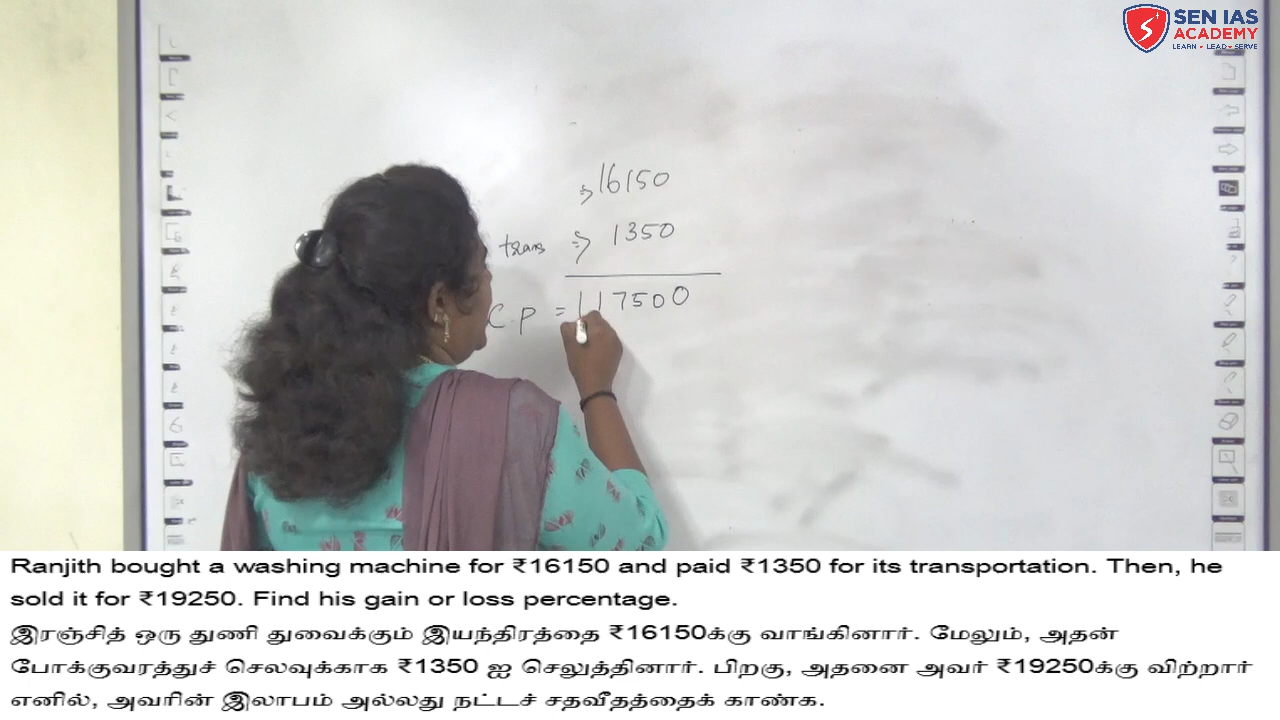 SEN IAS
ACADEMY
LEARN • LEAD • SERVE
⇒ 16150
trans ⇒ 1350
C.P = 117500
Ranjith bought a washing machine for ₹16150 and paid ₹1350 for its transportation. Then, he
sold it for ₹19250. Find his gain or loss percentage.
இரஞ்சித் ஒரு துணி துவைக்கும் இயந்திரத்தை ₹16150க்கு வாங்கினார். மேலும், அதன்
போக்குவரத்துச் செலவுக்காக ₹1350 ஐ செலுத்தினார். பிறகு, அதனை அவர் ₹19250க்கு விற்றார்
எனில், அவரின் இலாபம் அல்லது நட்டச் சதவீதத்தைக் காண்க.